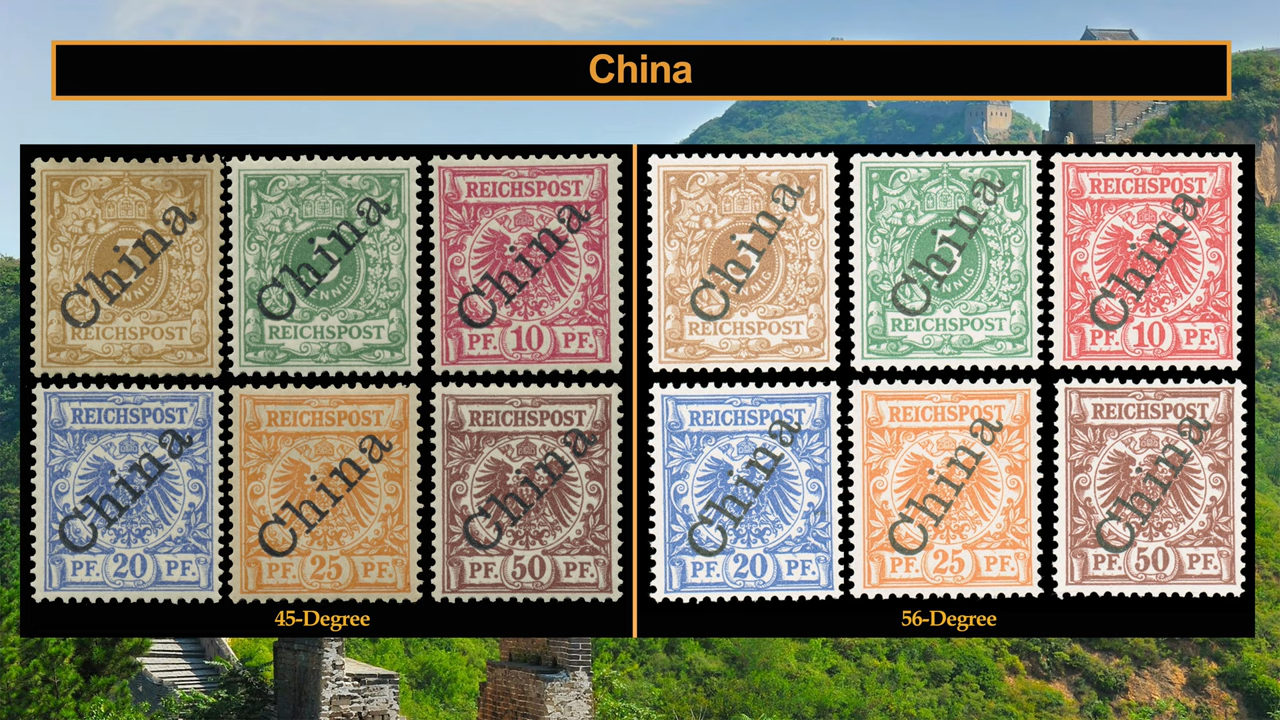 China
China
REICHSPOST
China
REICHSPOST
REICHSPOST
China
PF. 10 PF.
REICHSPOST
China
PF. 20 PF.
REICHSPOST
China
PF. 25 PF.
REICHSPOST
China
PF. 50 PF.
45-Degree
China
REICHSPOST
China
REICHSPOST
REICHSPOST
China
PF. 10 PF.
REICHSPOST
China
PF. 20 PF.
REICHSPOST
China
PF. 25 PF.
REICHSPOST
China
PF. 50 PF.
56-Degree